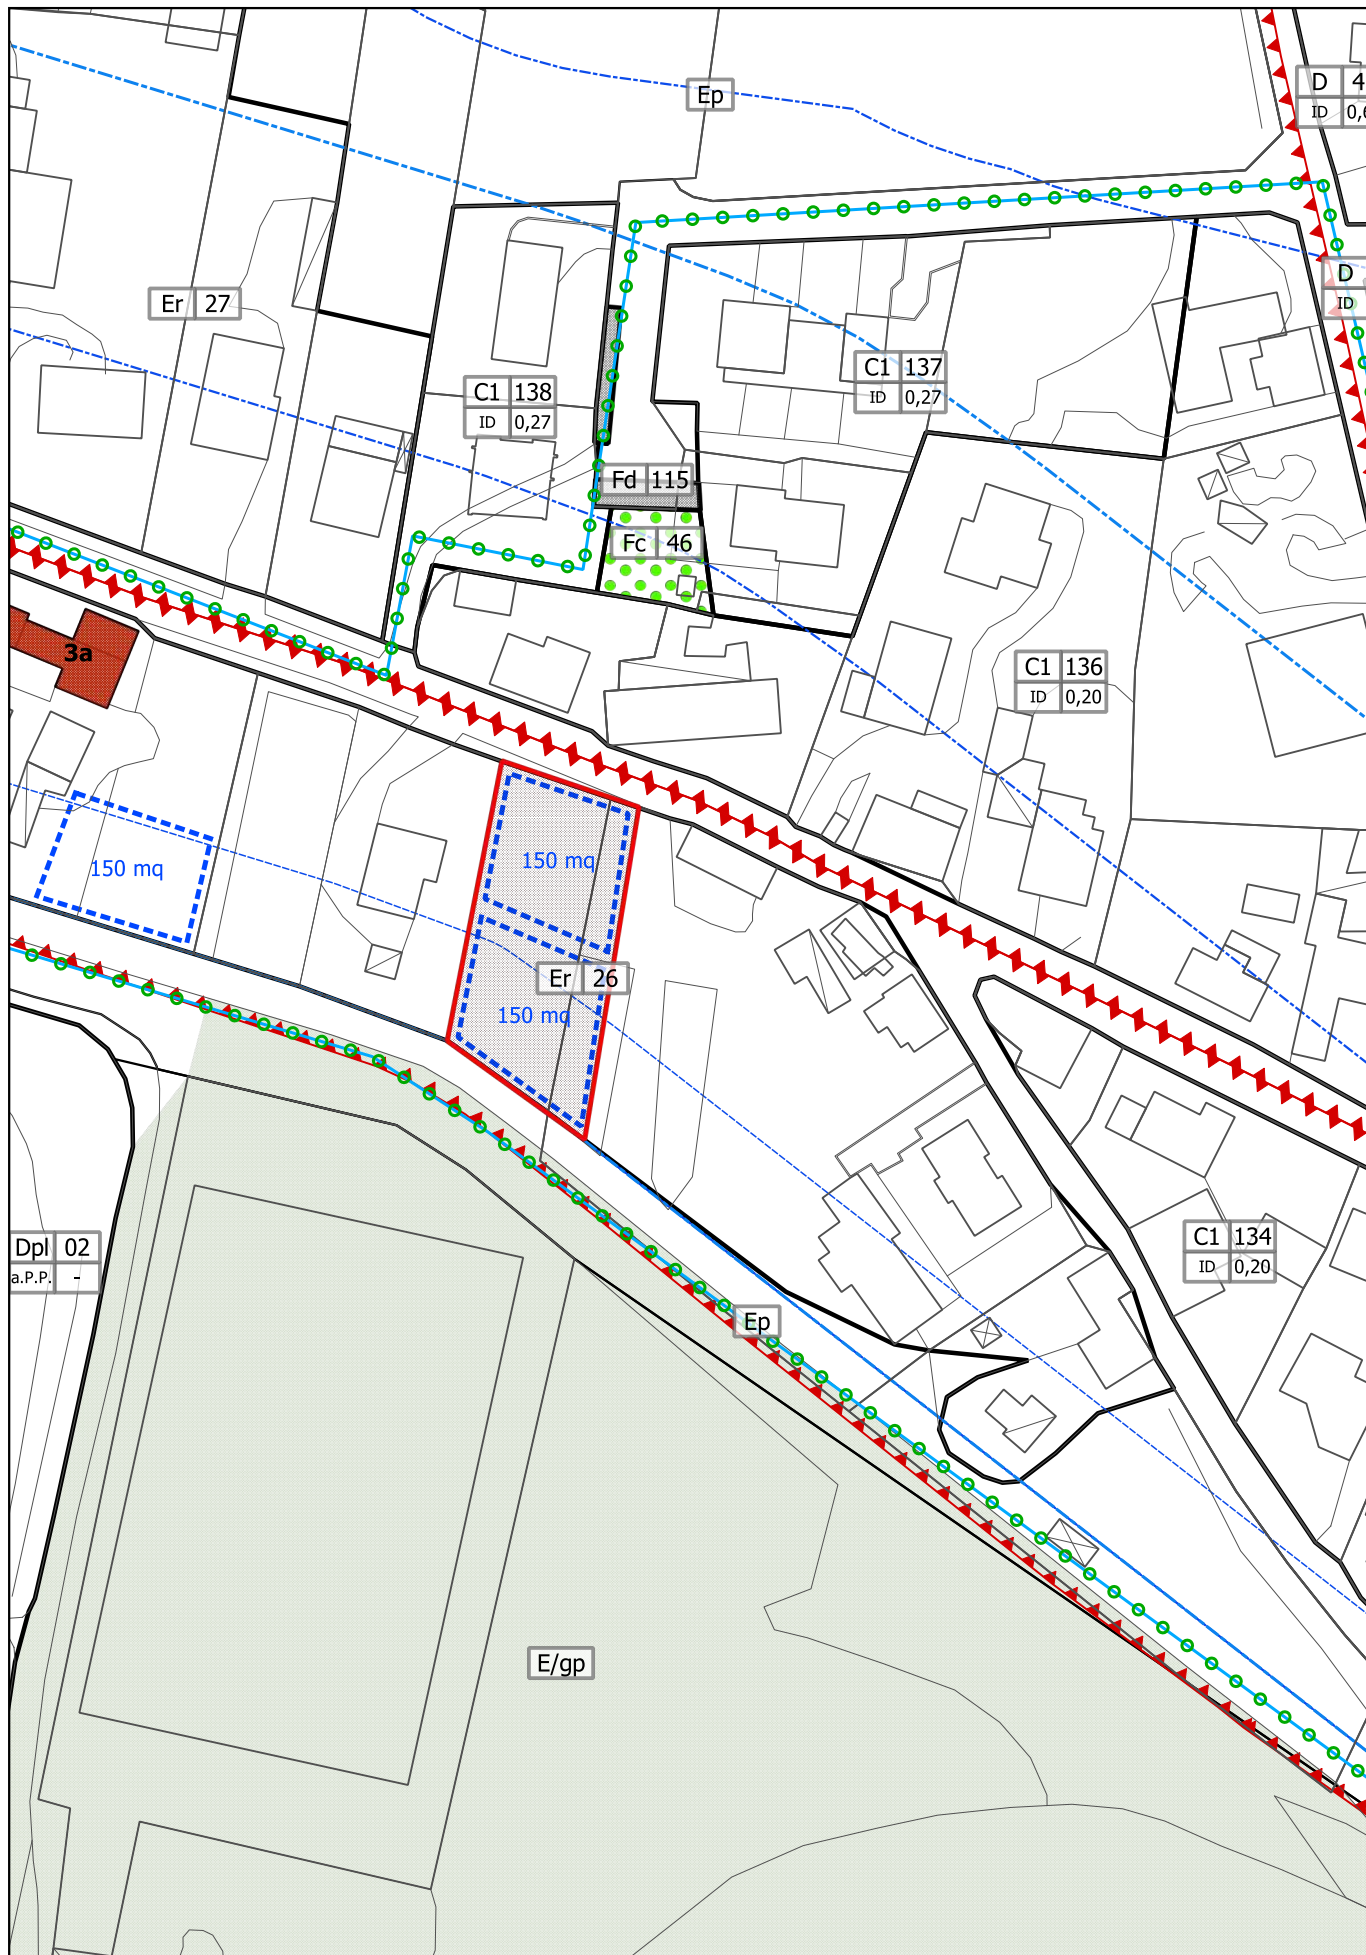 Ep
D
ID
D
ID
Er 27
C1 137
ID 0,27
C1 138
ID 0,27
Fd 115
Fc 46
3a
C1 136
ID 0,20
150 mq
150 mq
Er 26
150 mq
Dpl 02
a.P.P. -
C1 134
ID 0,20
Ep
E/gp